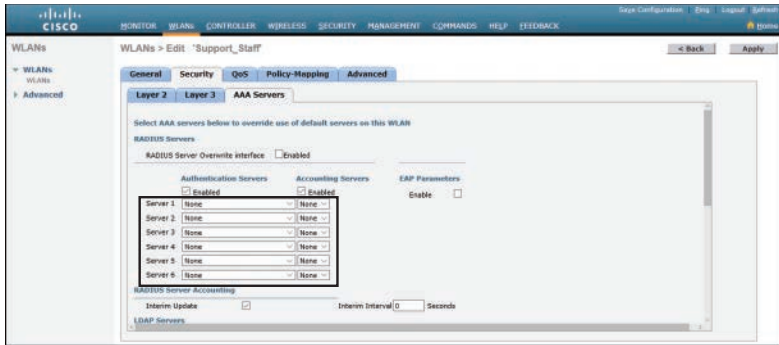 Save Configuration Ping Logout Refresh
CISCO MONITOR WLANs CONTROLLER WIRELESS SECURITY MANAGEMENT COMMANDS HELP FEEDBACK Home
WLANs WLANs > Edit 'Support_Staff' < Back Apply
WLANs
WLANs
Advanced
General Security QoS Policy-Mapping Advanced
Layer 2 Layer 3 AAA Servers
Select AAA servers below to override use of default servers on this WLAN
RADIUS Servers
RADIUS Server Overwrite interface Enabled
Authentication Servers Accounting Servers EAP Parameters
Enabled Enabled Enable
Server 1 None None
Server 2 None None
Server 3 None None
Server 4 None None
Server 5 None None
Server 6 None None
RADIUS Server Accounting
Interim Update Interim Interval 0 Seconds
LDAP Servers